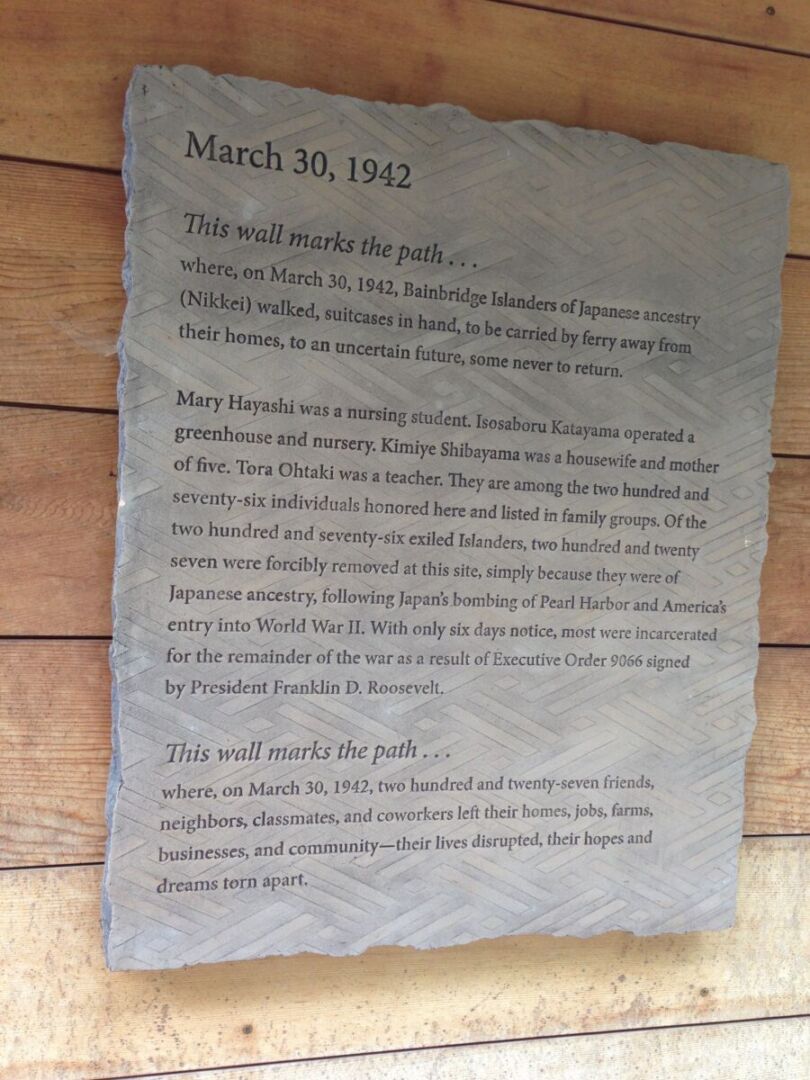 March 30, 1942
This wall marks the path . . .
where, on March 30, 1942, Bainbridge Islanders of Japanese ancestry
(Nikkei) walked, suitcases in hand, to be carried by ferry away from
their homes, to an uncertain future, some never to return.
Mary Hayashi was a nursing student. Isosaboru Katayama operated a
greenhouse and nursery. Kimiye Shibayama was a housewife and mother
of five. Tora Ohtaki was a teacher. They are among the two hundred and
seventy-six individuals honored here and listed in family groups. Of the
two hundred and seventy-six exiled Islanders, two hundred and twenty
seven were forcibly removed at this site, simply because they were of
Japanese ancestry, following Japan's bombing of Pearl Harbor and America's
entry into World War II. With only six days notice, most were incarcerated
for the remainder of the war as a result of Executive Order 9066 signed
by President Franklin D. Roosevelt.
This wall marks the path . . .
where, on March 30, 1942, two hundred and twenty-seven friends,
neighbors, classmates, and coworkers left their homes, jobs, farms,
businesses, and community—their lives disrupted, their hopes and
dreams torn apart.